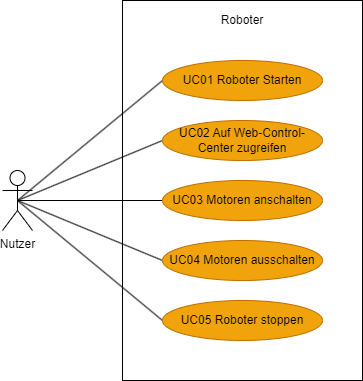 Roboter
UC01 Roboter Starten
UC02 Auf Web-Control-
Center zugreifen
UC03 Motoren anschalten
Nutzer
UC04 Motoren ausschalten
UC05 Roboter stoppen